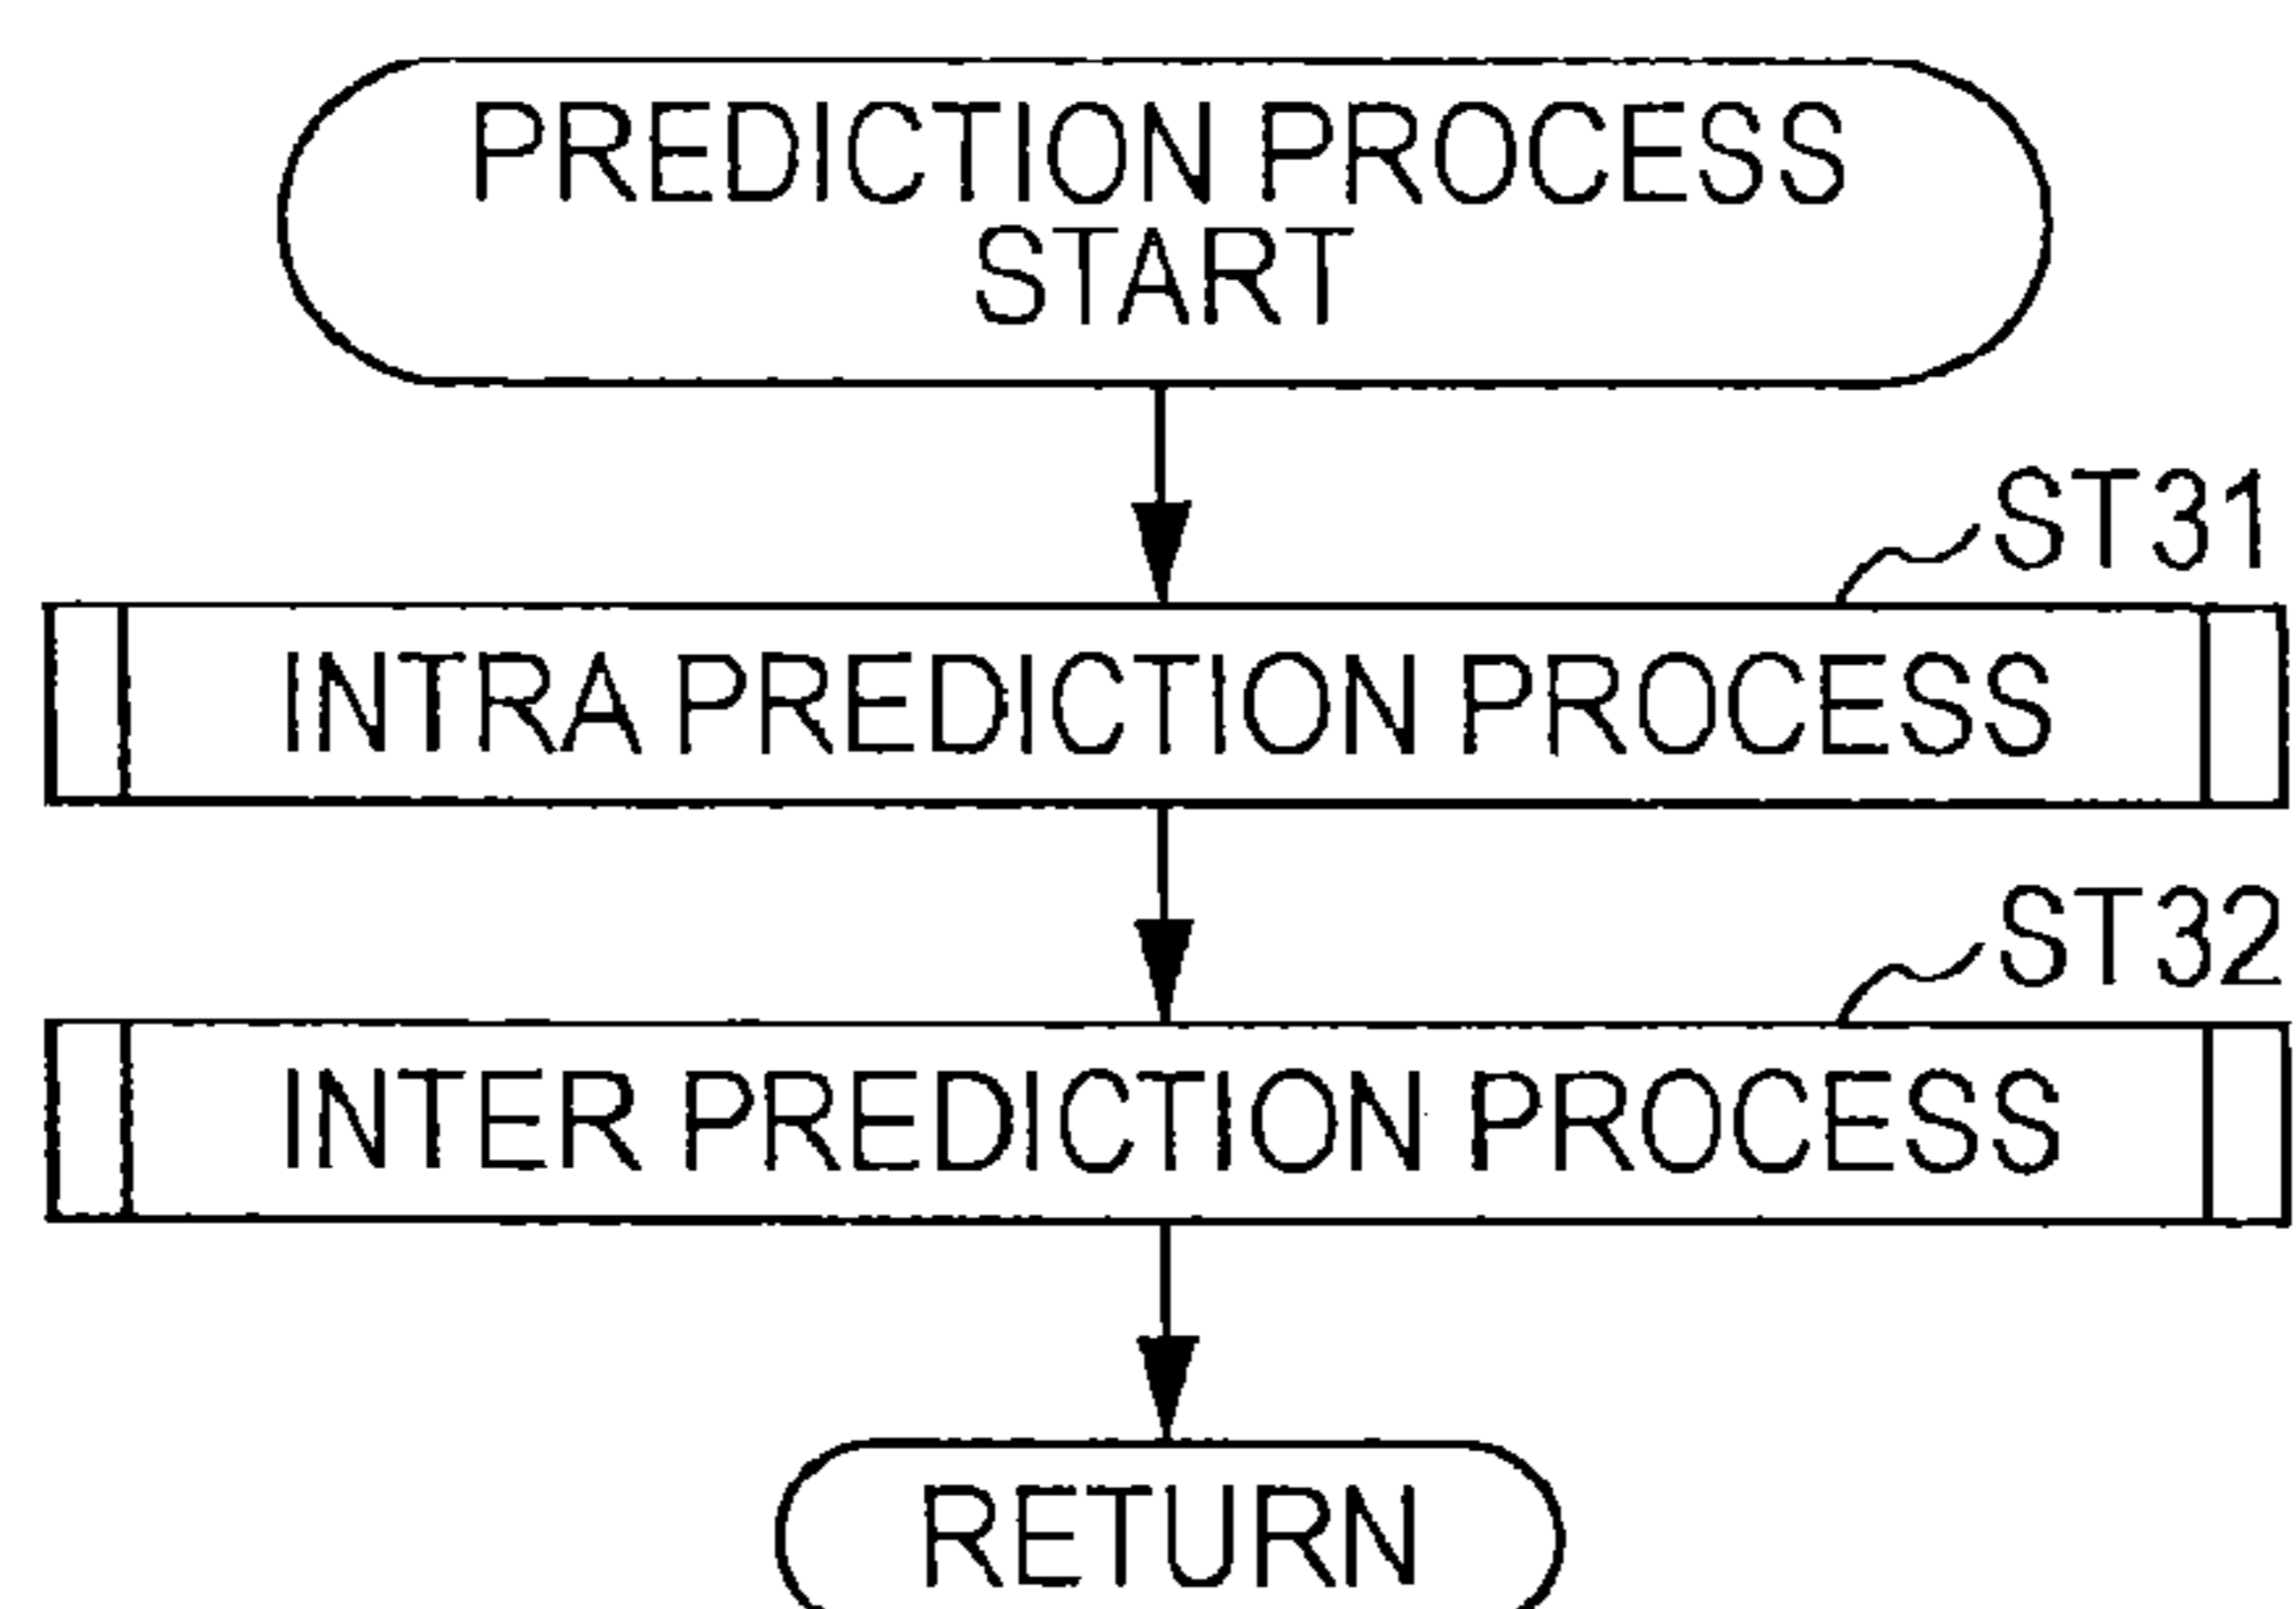 PREDICTION PROCESS
START
ST31
INTRA PREDICTION PROCESS
ST32
INTER PREDICTION PROCESS
RETURN